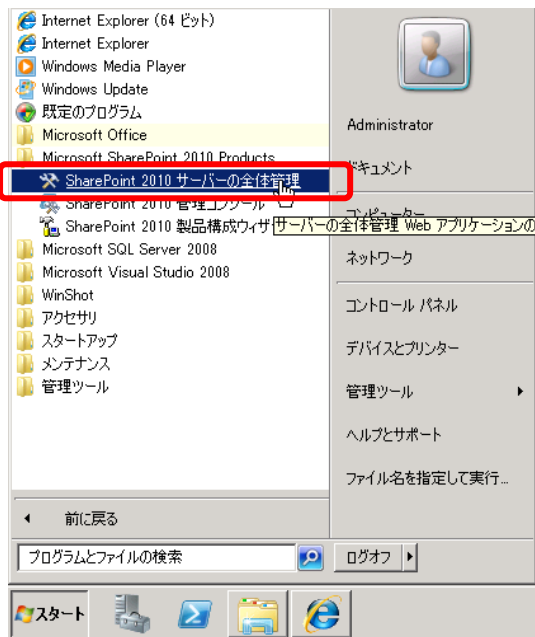 Internet Explorer (64 ビット)
Internet Explorer
Windows Media Player
Windows Update
既定のプログラム
Microsoft Office
Microsoft SharePoint 2010 Products
SharePoint 2010 サーバーの全体管理
SharePoint 2010 管理コンソール
SharePoint 2010 製品構成ウィザ
サーバーの全体管理 Web アプリケーションの
Microsoft SQL Server 2008
Microsoft Visual Studio 2008
WinShot
アクセサリ
スタートアップ
メンテナンス
管理ツール
前に戻る
プログラムとファイルの検索
Administrator
ドキュメント
コンピューター
ネットワーク
コントロール パネル
デバイスとプリンター
管理ツール
ヘルプとサポート
ファイル名を指定して実行...
ログオフ
スタート